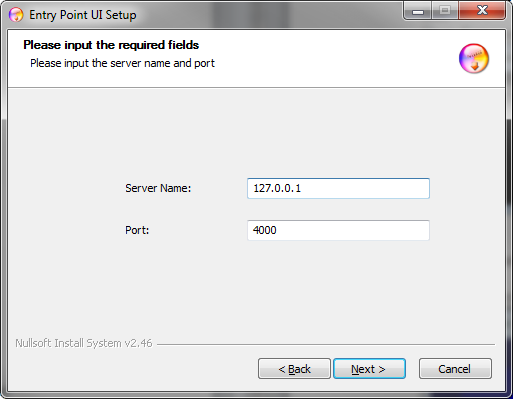 Entry Point UI Setup
Please input the required fields
Please input the server name and port
Server Name: 127.0.0.1
Port: 4000
Nullsoft Install System v2.46
< Back Next > Cancel